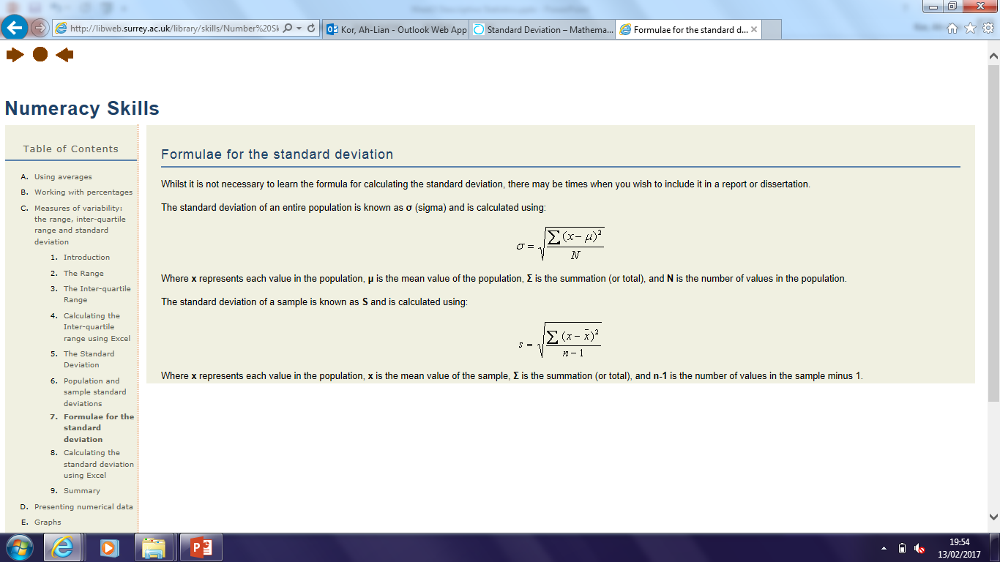 http://libweb.surrey.ac.uk/library/skills/Number%20Sk
Kor, Ah-Lian - Outlook Web App
Standard Deviation – Mathema...
Formulae for the standard d...
Numeracy Skills
Table of Contents
A. Using averages
B. Working with percentages
C. Measures of variability:
the range, inter-quartile
range and standard
deviation
1. Introduction
2. The Range
3. The Inter-quartile
Range
4. Calculating the
Inter-quartile
range using Excel
5. The Standard
Deviation
6. Population and
sample standard
deviations
7. Formulae for the
standard
deviation
8. Calculating the
standard deviation
using Excel
9. Summary
D. Presenting numerical data
E. Graphs
Formulae for the standard deviation
Whilst it is not necessary to learn the formula for calculating the standard deviation, there may be times when you wish to include it in a report or dissertation.
The standard deviation of an entire population is known as σ (sigma) and is calculated using:
σ = √(∑(x − μ)² / N)
Where x represents each value in the population, μ is the mean value of the population, Σ is the summation (or total), and N is the number of values in the population.
The standard deviation of a sample is known as S and is calculated using:
s = √(∑(x − x̄)² / n − 1)
Where x represents each value in the population, x is the mean value of the sample, Σ is the summation (or total), and n-1 is the number of values in the sample minus 1.
19:54
13/02/2017